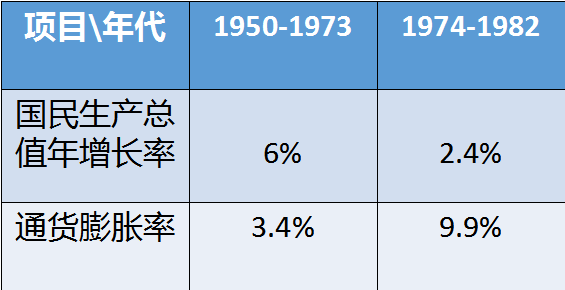 项目\年代 1950-1973 1974-1982
国民生产总
值年增长率 6% 2.4%
通货膨胀率 3.4% 9.9%